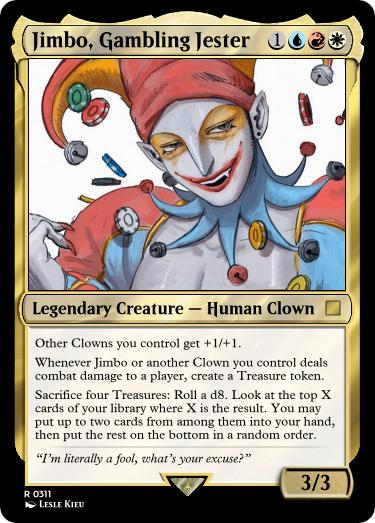 Jimbo, Gambling Jester 1
Legendary Creature — Human Clown
Other Clowns you control get +1/+1.
Whenever Jimbo or another Clown you control deals
combat damage to a player, create a Treasure token.
Sacrifice four Treasures: Roll a d8. Look at the top X
cards of your library where X is the result. You may
put up to two cards from among them into your hand,
then put the rest on the bottom in a random order.
“I’m literally a fool, what’s your excuse?”
3/3
R 0311
Lesle Kieu